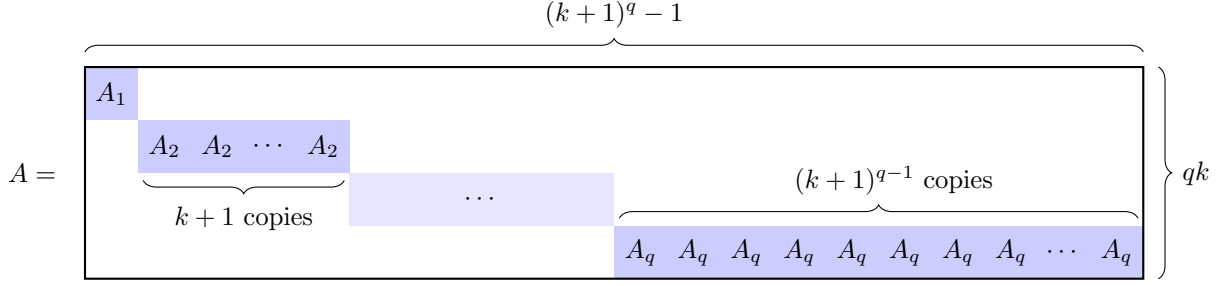 (k + 1)^q − 1
A_1
A = A_2 A_2 ⋯ A_2 qk
(k + 1)^{q−1} copies
k + 1 copies
⋯
A_q A_q A_q A_q A_q A_q A_q A_q ⋯ A_q